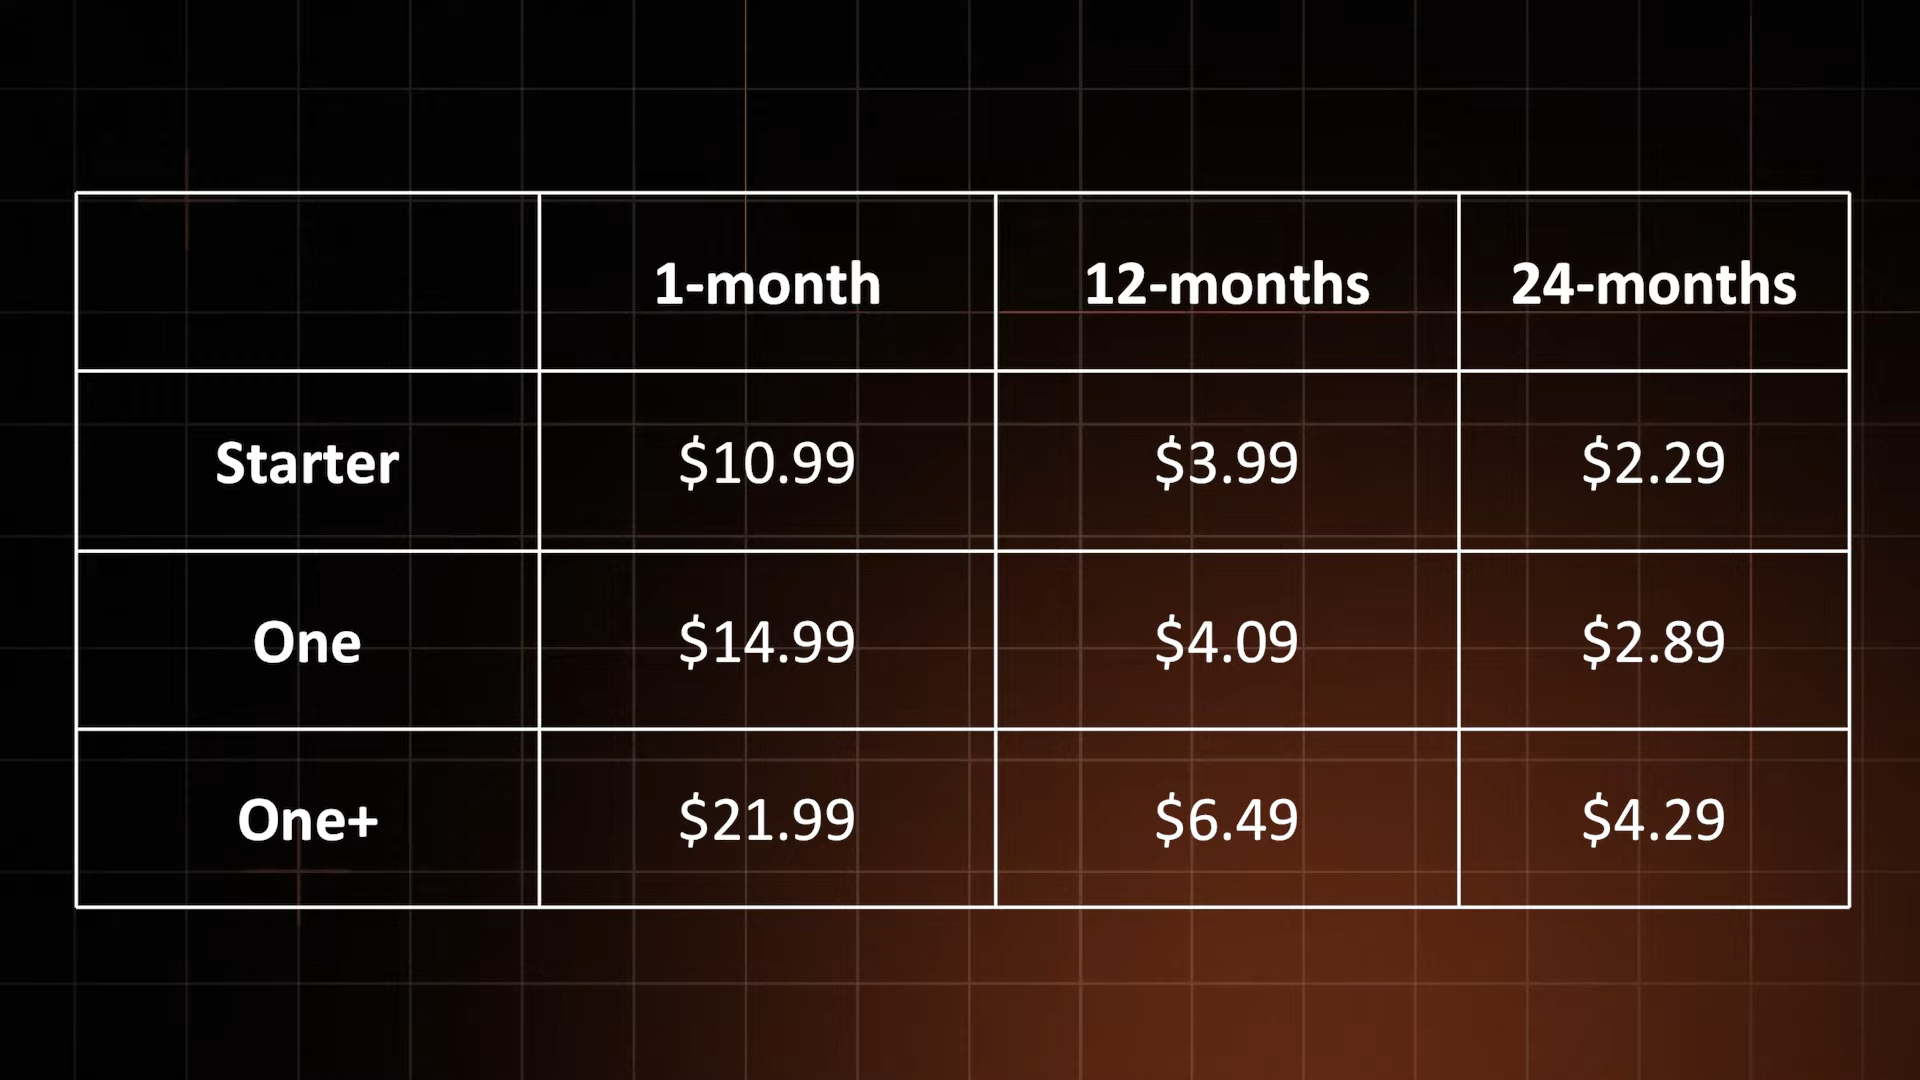 1-month 12-months 24-months
Starter $10.99 $3.99 $2.29
One $14.99 $4.09 $2.89
One+ $21.99 $6.49 $4.29